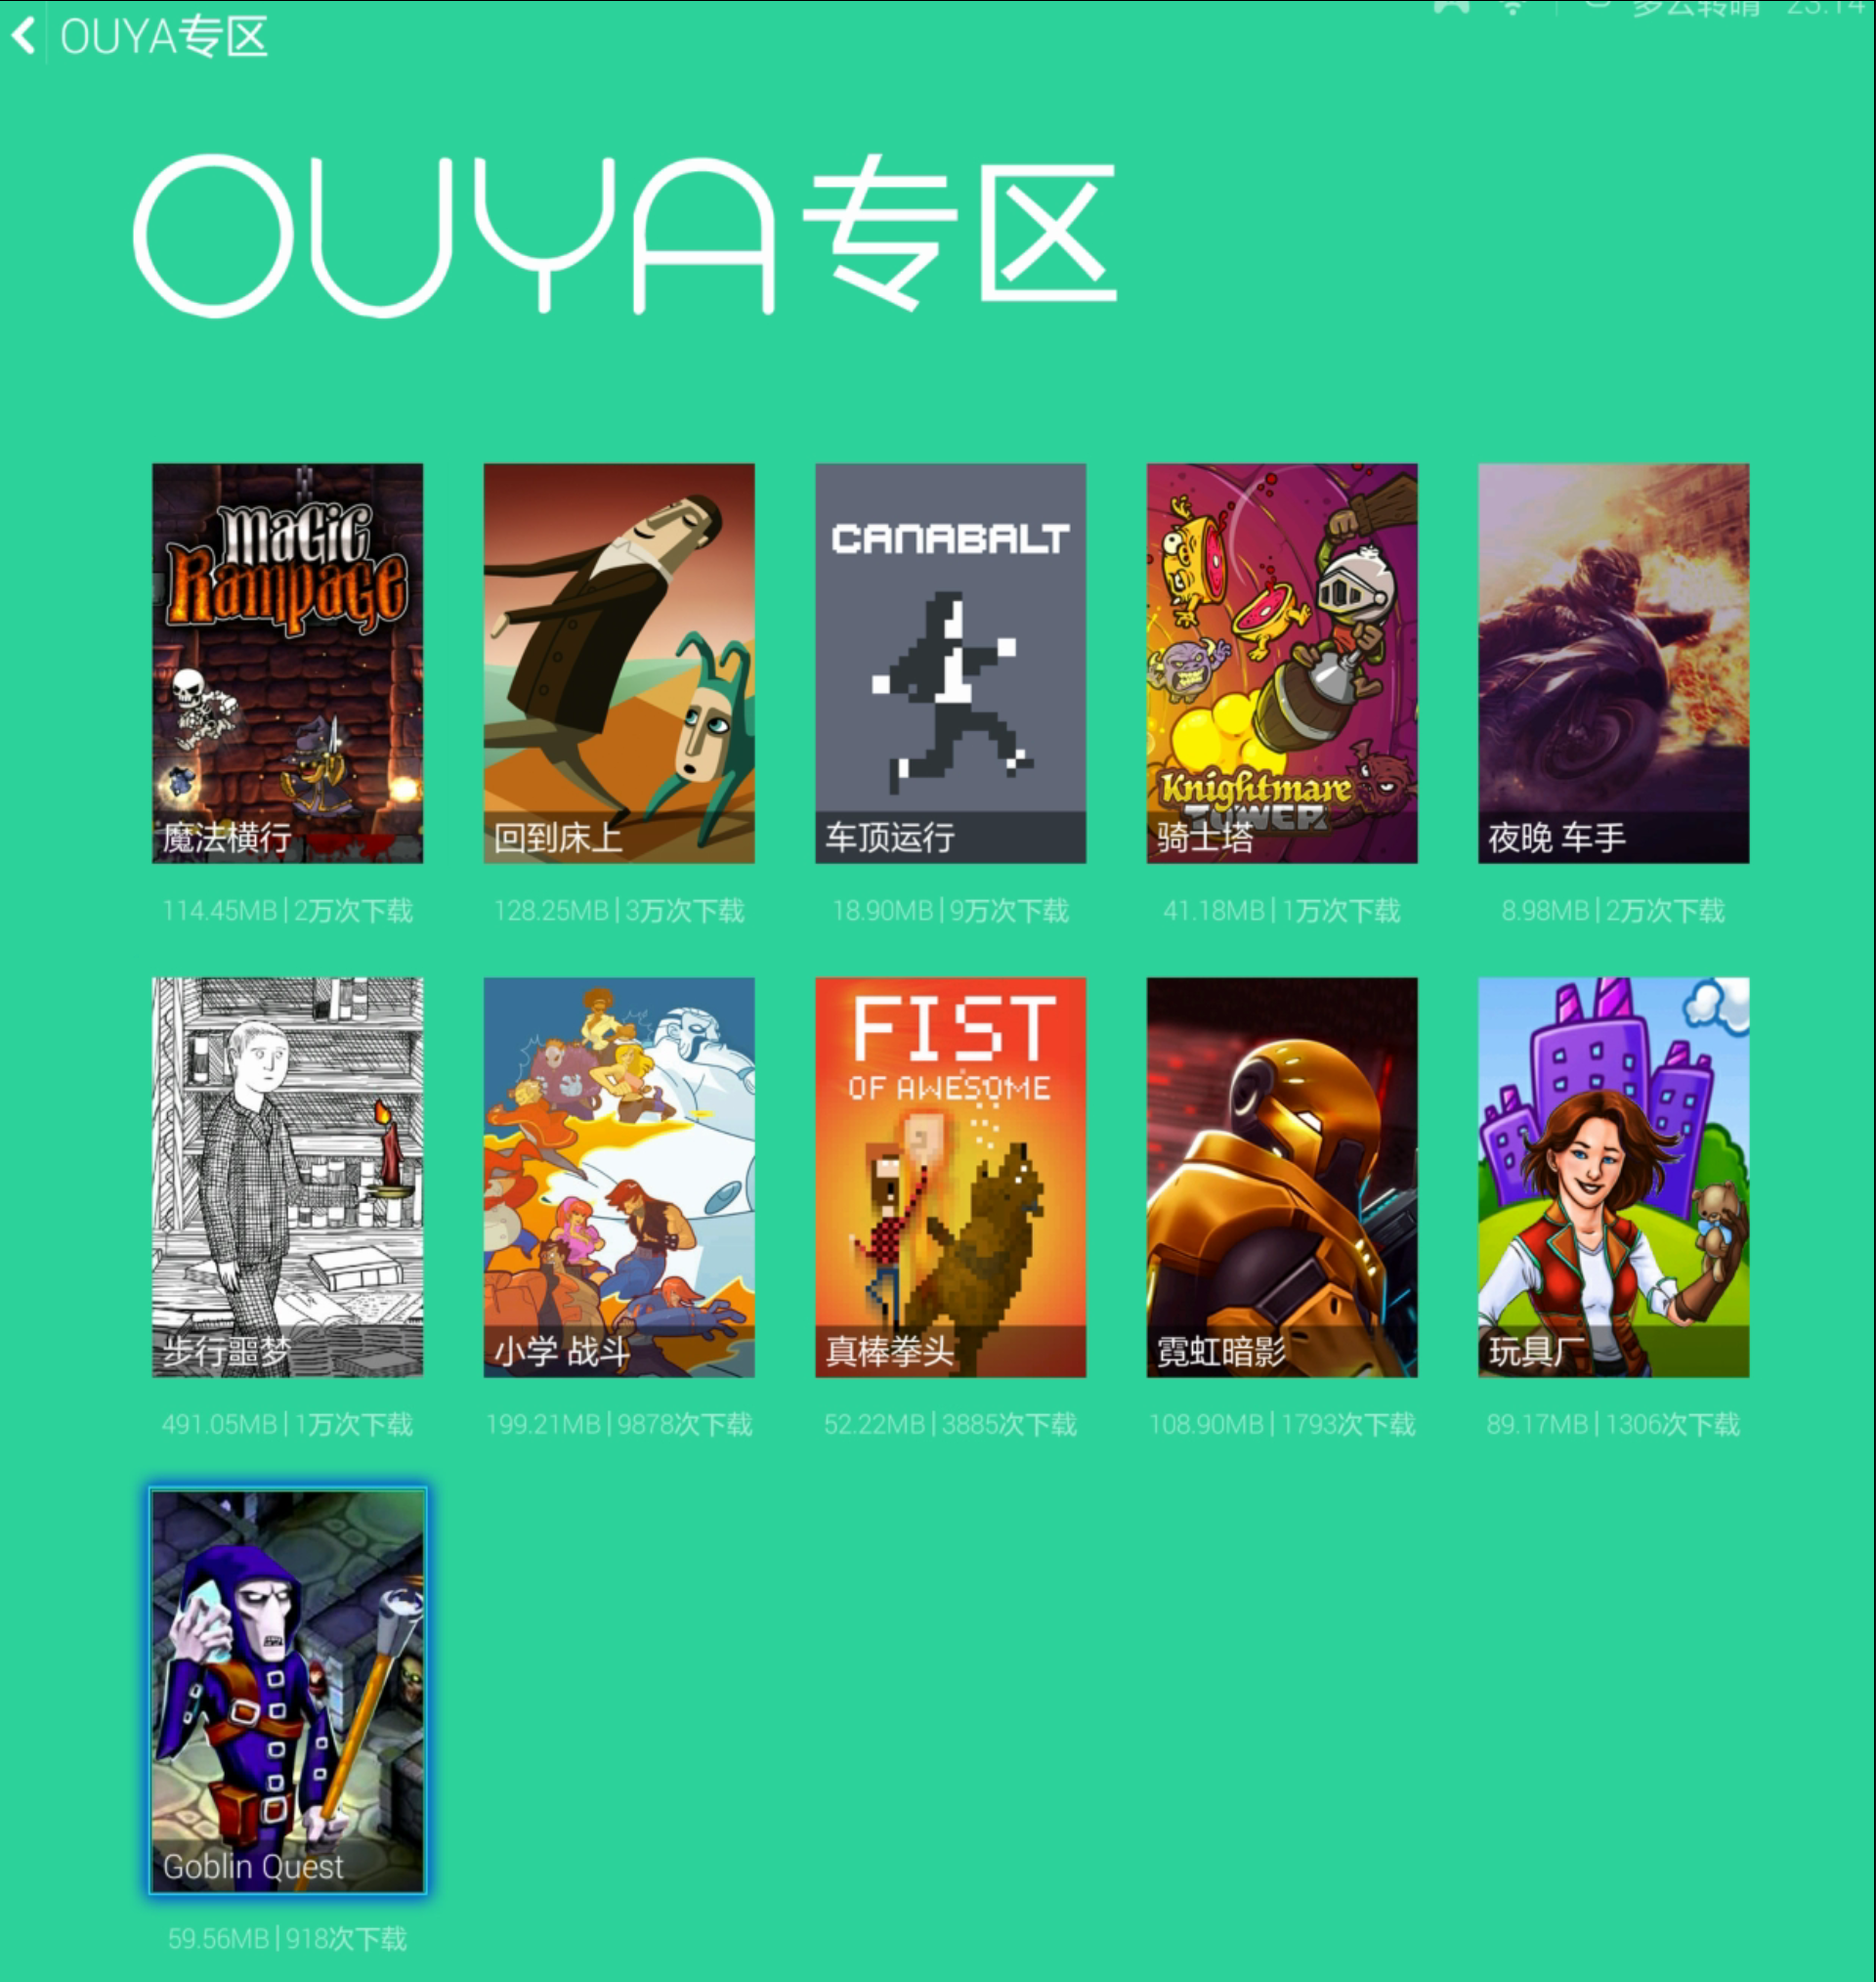 多云转晴 23:14
OUYA专区
OUYA专区
MAGIC
RAMPAGE
魔法横行
回到床上
CANABALT
车顶运行
Knightmare
TOWER
骑士塔
夜晚 车手
114.45MB|2万次下载
128.25MB|3万次下载
18.90MB|9万次下载
41.18MB|1万次下载
8.98MB|2万次下载
步行噩梦
小学 战斗
FIST
OF AWESOME
真棒拳头
霓虹暗影
玩具厂
491.05MB|1万次下载
199.21MB|9878次下载
52.22MB|3885次下载
108.90MB|1793次下载
89.17MB|1306次下载
Goblin Quest
59.56MB|918次下载